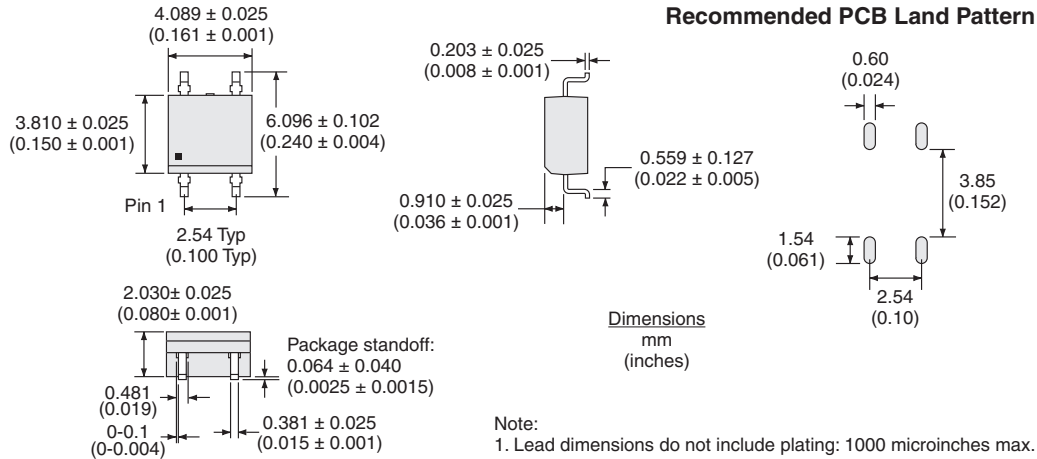 Recommended PCB Land Pattern
4.089 ± 0.025
(0.161 ± 0.001)
3.810 ± 0.025
(0.150 ± 0.001)
6.096 ± 0.102
(0.240 ± 0.004)
Pin 1
2.54 Typ
(0.100 Typ)
0.203 ± 0.025
(0.008 ± 0.001)
0.559 ± 0.127
(0.022 ± 0.005)
0.910 ± 0.025
(0.036 ± 0.001)
0.60
(0.024)
3.85
(0.152)
1.54
(0.061)
2.54
(0.10)
2.030± 0.025
(0.080± 0.001)
Package standoff:
0.064 ± 0.040
(0.0025 ± 0.0015)
0.481
(0.019)
0-0.1
(0-0.004)
0.381 ± 0.025
(0.015 ± 0.001)
Dimensions
mm
(inches)
Note:
1. Lead dimensions do not include plating: 1000 microinches max.